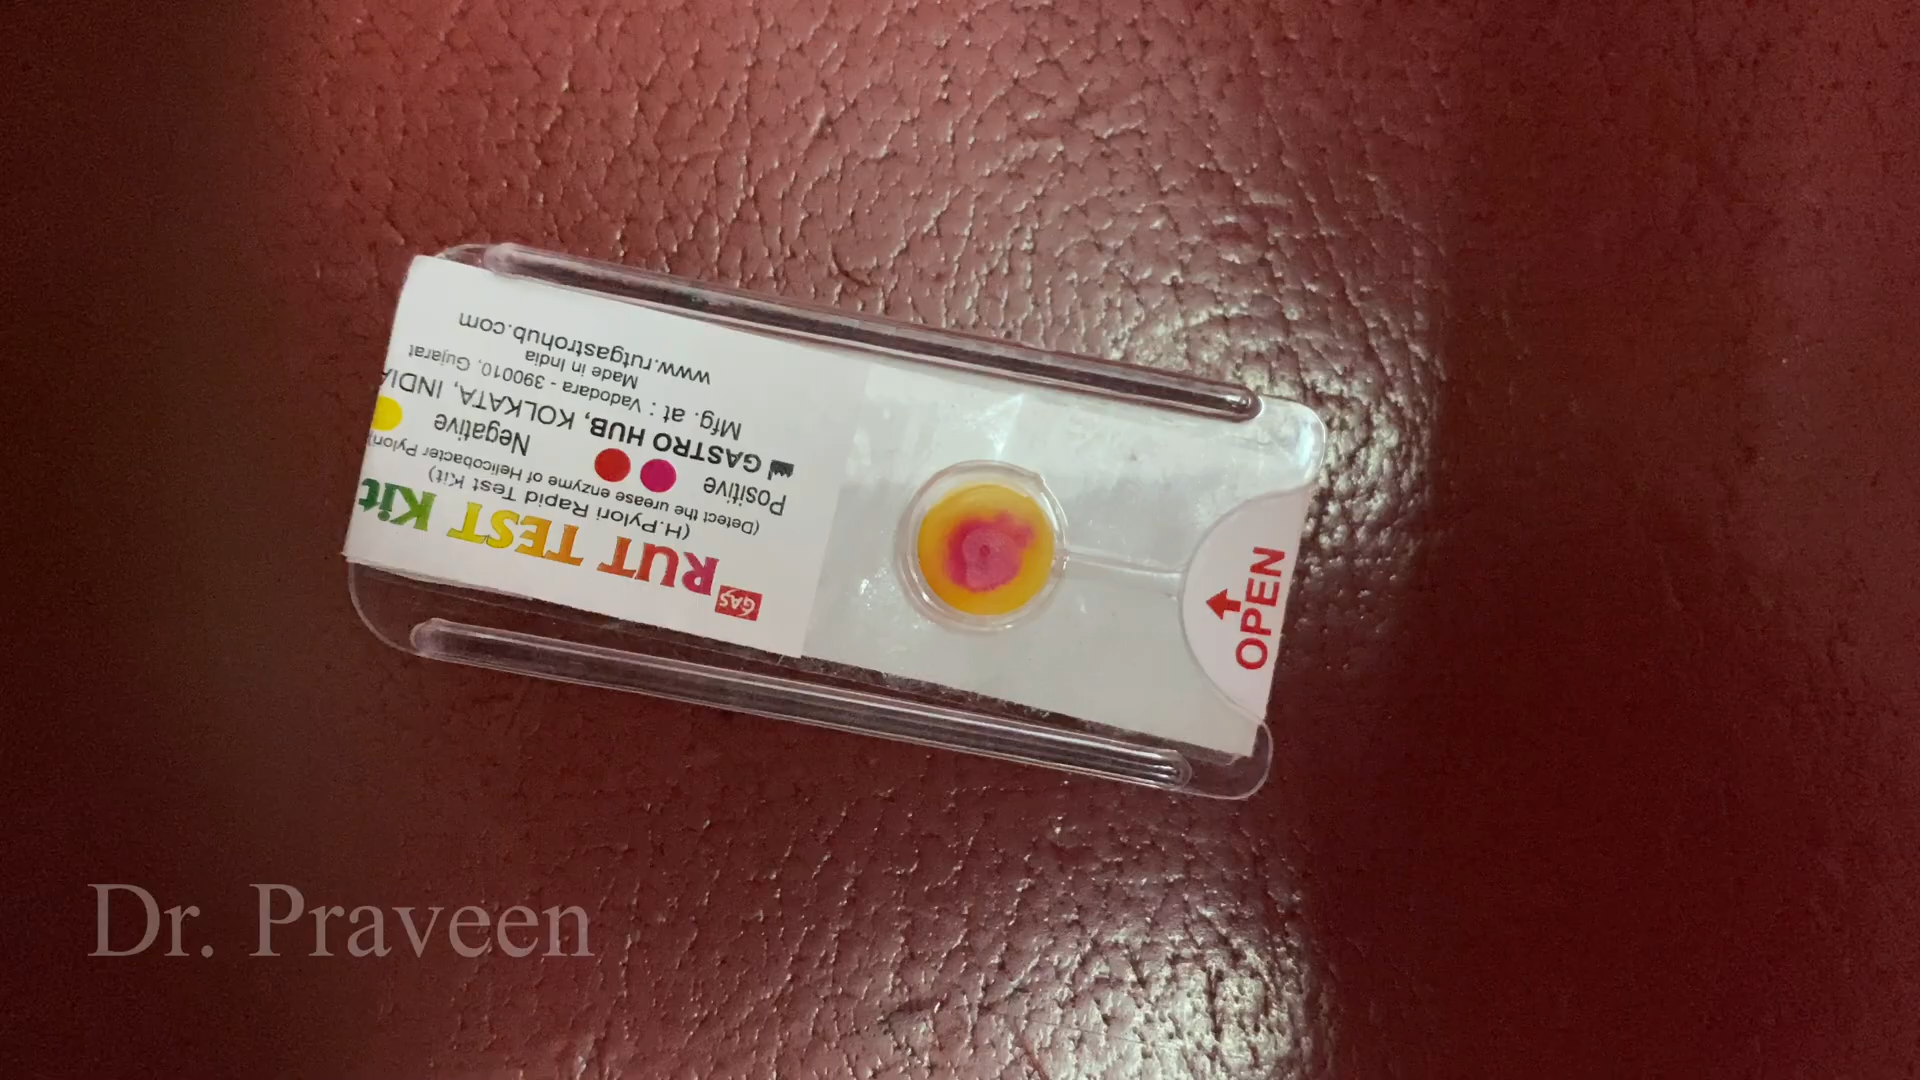 GAS RUT TEST Kit
(H.Pylori Rapid Test Kit)
(Detect the urease enzyme of Helicobacter Pylori)
Positive Negative
GASTRO HUB, KOLKATA, INDIA
Mfg. at : Vadodara - 390010, Gujarat
Made in India
www.rutgastrohub.com
OPEN
Dr. Praveen